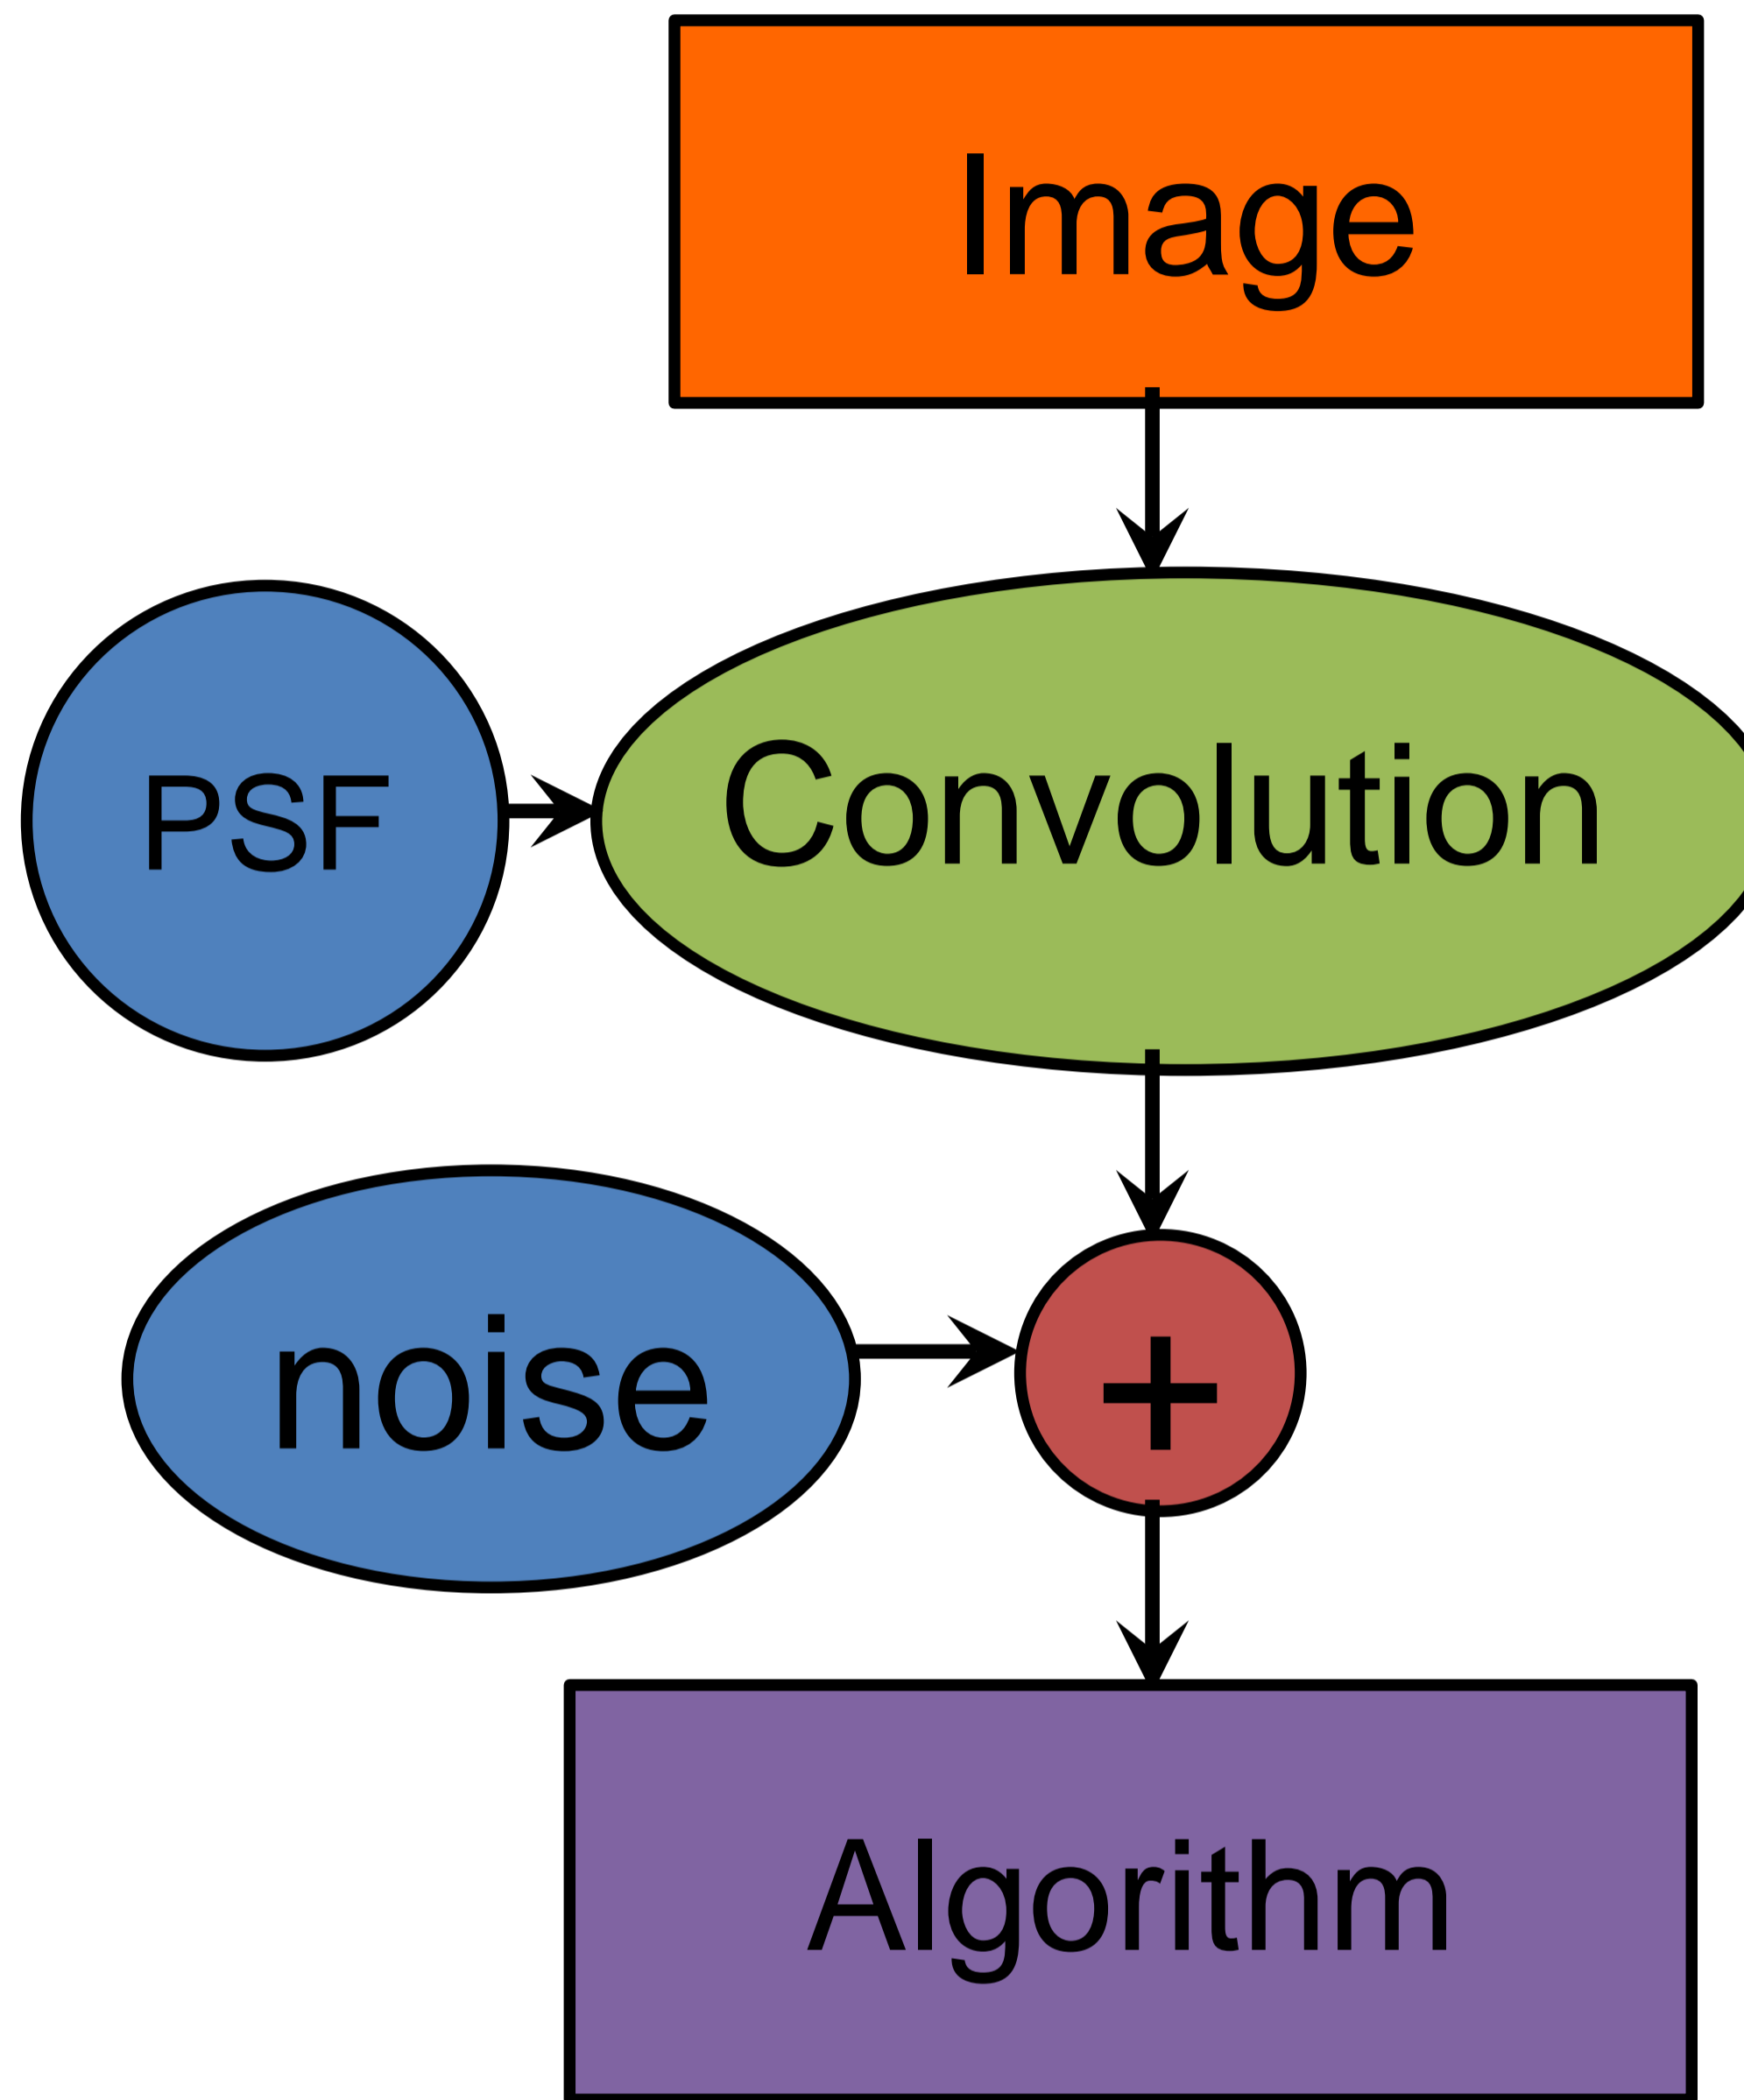 Image
PSF
Convolution
noise
+
Algorithm